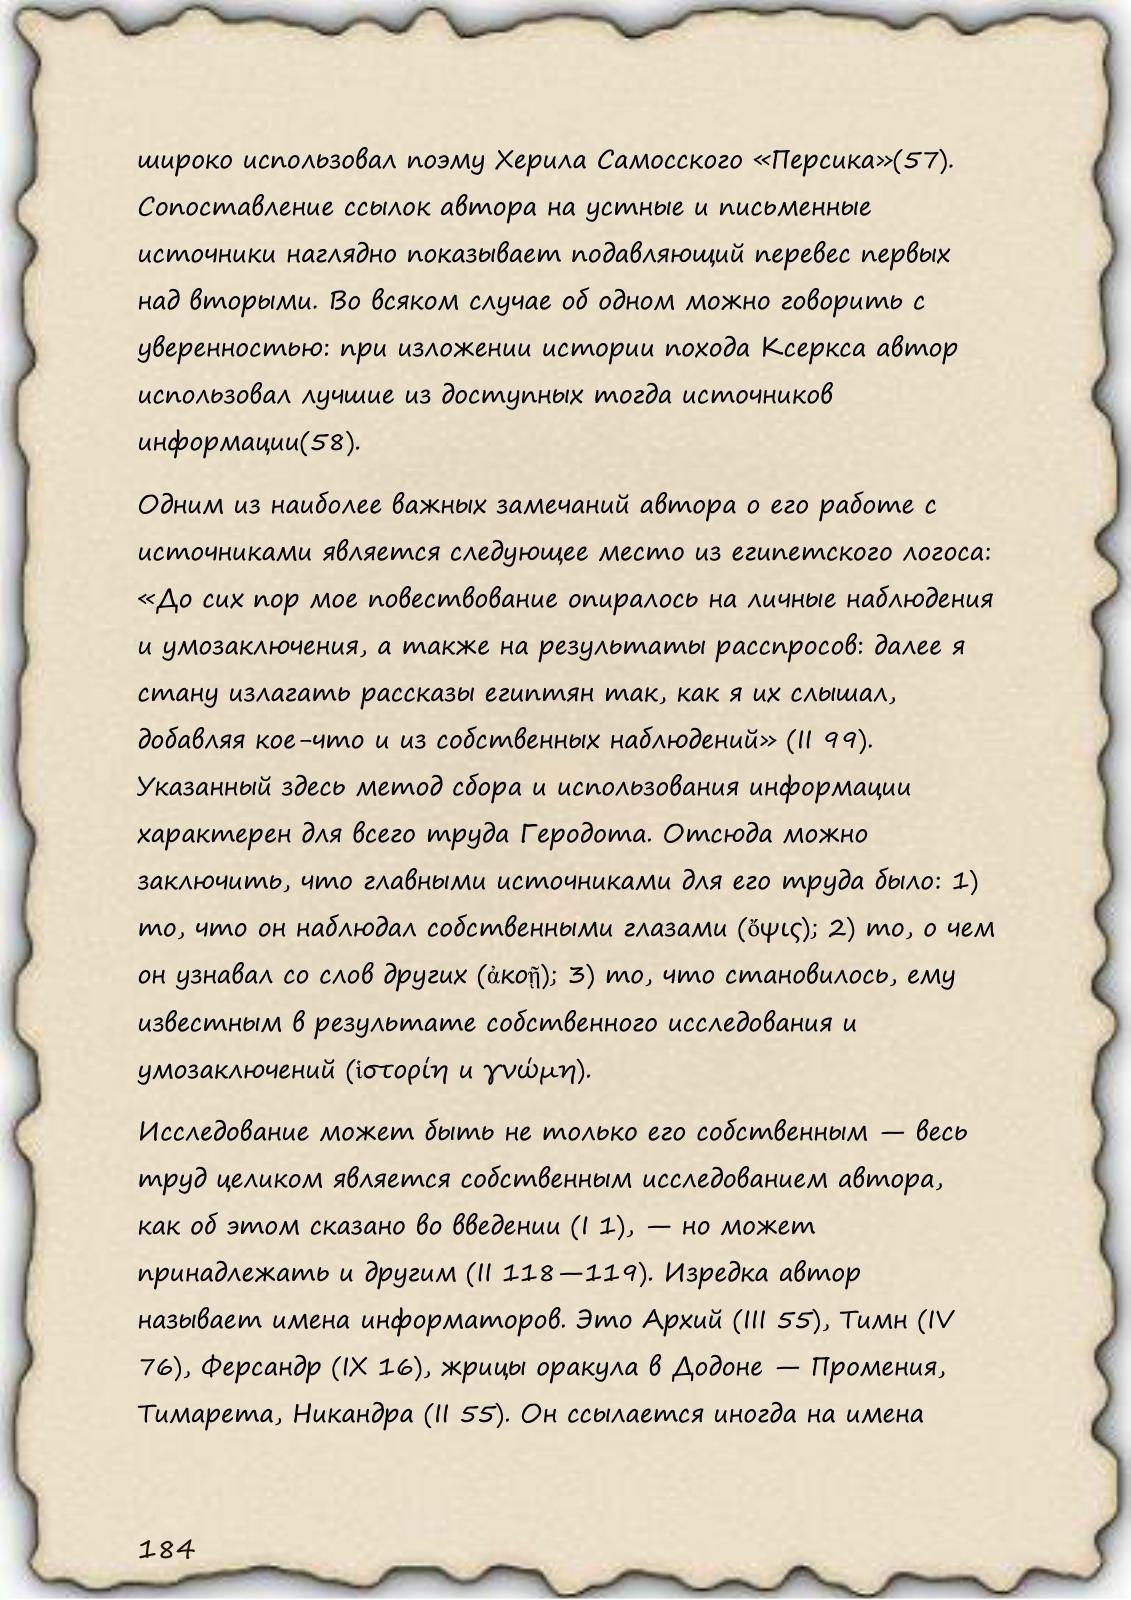 широко использовал поэму Херила Самосского «Персика»(57).
Сопоставление ссылок автора на устные и письменные
источники наглядно показывает подавляющий перевес первых
над вторыми. Во всяком случае об одном можно говорить с
уверенностью: при изложении истории похода Ксеркса автор
использовал лучшие из доступных тогда источников
информации(58).
Одним из наиболее важных замечаний автора о его работе с
источниками является следующее место из египетского логоса:
«До сих пор мое повествование опиралось на личные наблюдения
и умозаключения, а также на результаты расспросов: далее я
стану излагать рассказы египтян так, как я их слышал,
добавляя кое-что и из собственных наблюдений» (II 99).
Указанный здесь метод сбора и использования информации
характерен для всего труда Геродота. Отсюда можно
заключить, что главными источниками для его труда было: 1)
то, что он наблюдал собственными глазами (ὄψις); 2) то, о чем
он узнавал со слов других (ἀκοῇ); 3) то, что становилось, ему
известным в результате собственного исследования и
умозаключений (ἱστορίη и γνώμη).
Исследование может быть не только его собственным — весь
труд целиком является собственным исследованием автора,
как об этом сказано во введении (I 1), — но может
принадлежать и другим (II 118—119). Изредка автор
называет имена информаторов. Это Архий (III 55), Тимн (IV
76), Ферсандр (IX 16), жрицы оракула в Додоне — Промения,
Тимарета, Никандра (II 55). Он ссылается иногда на имена
184